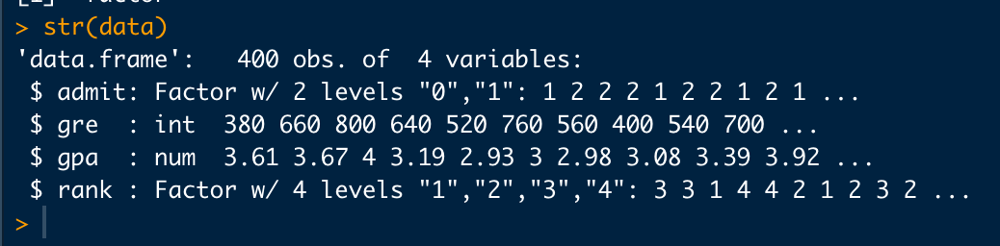 > str(data)
'data.frame':   400 obs. of  4 variables:
 $ admit: Factor w/ 2 levels "0","1": 1 2 2 2 1 2 2 1 2 1 ...
 $ gre  : int  380 660 800 640 520 760 560 400 540 700 ...
 $ gpa  : num  3.61 3.67 4 3.19 2.93 3 2.98 3.08 3.39 3.92 ...
 $ rank : Factor w/ 4 levels "1","2","3","4": 3 3 1 4 4 2 1 2 3 2 ...
>